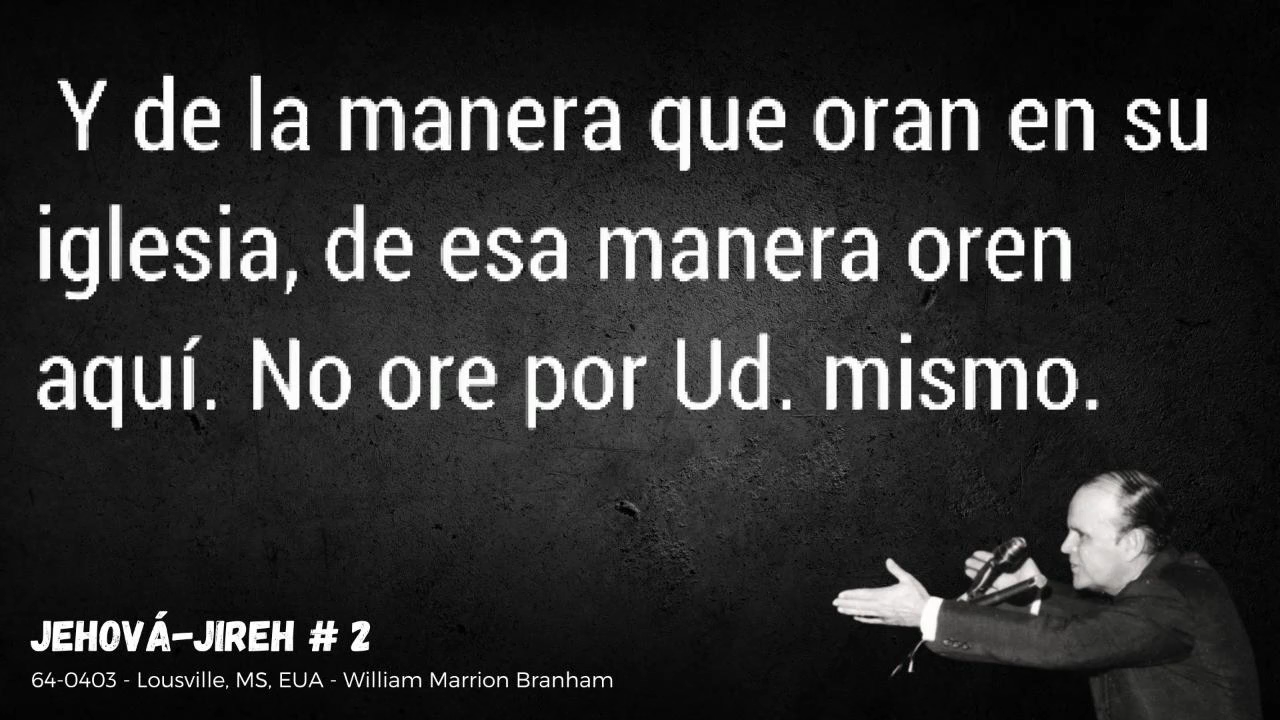 Y de la manera que oran en su
iglesia, de esa manera oren
aquí. No ore por Ud. mismo.
JEHOVÁ-JIREH # 2
64-0403 - Lousville, MS, EUA - William Marrion Branham